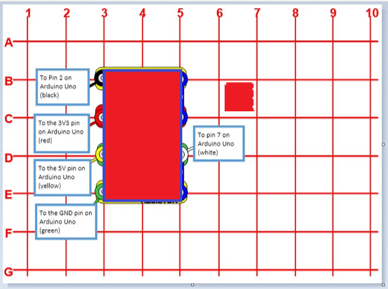 1 2 3 4 5 6 7 8 9 10
A
B
To Pin 2 on
Arduino Uno
(black)
C
To the 3V3 pin
on Arduino Uno
(red)
To pin 7 on
Arduino Uno
(white)
D
To the 5V pin on
Arduino Uno
(yellow)
E
To the GND pin on
Arduino Uno
(green)
F
G